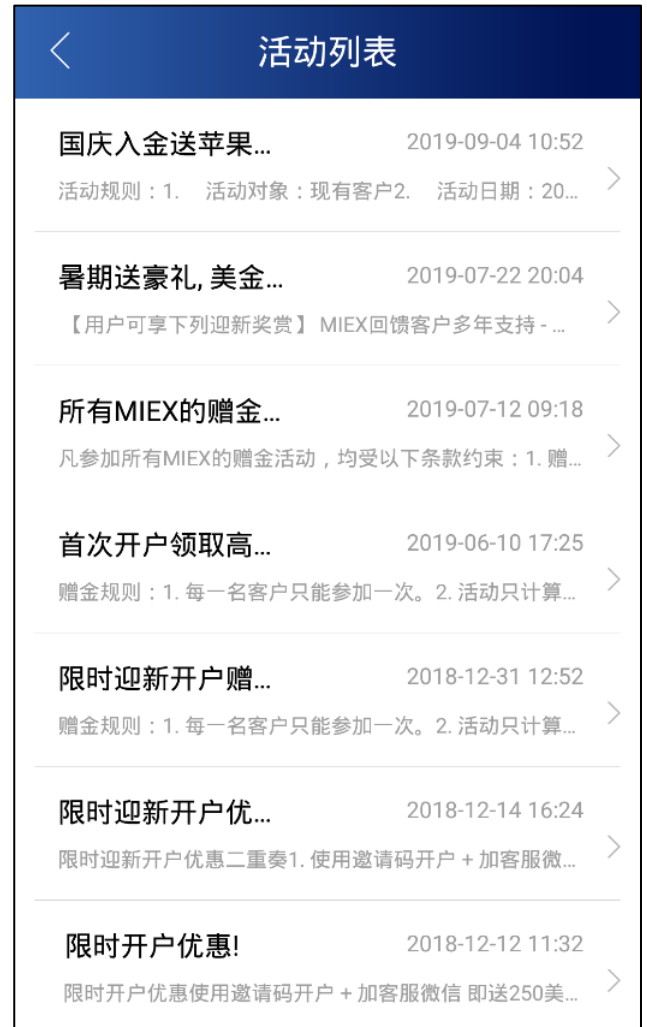 活动列表
国庆入金送苹果... 2019-09-04 10:52
活动规则：1. 活动对象：现有客户2. 活动日期：20...
暑期送豪礼, 美金... 2019-07-22 20:04
【用户可享下列迎新奖赏】 MIEX回馈客户多年支持 - ...
所有MIEX的赠金... 2019-07-12 09:18
凡参加所有MIEX的赠金活动，均受以下条款约束：1. 赠...
首次开户领取高... 2019-06-10 17:25
赠金规则：1. 每一名客户只能参加一次。2. 活动只计算...
限时迎新开户赠... 2018-12-31 12:52
赠金规则：1. 每一名客户只能参加一次。2. 活动只计算...
限时迎新开户优... 2018-12-14 16:24
限时迎新开户优惠二重奏1. 使用邀请码开户 + 加客服微...
限时开户优惠! 2018-12-12 11:32
限时开户优惠使用邀请码开户 + 加客服微信 即送250美...